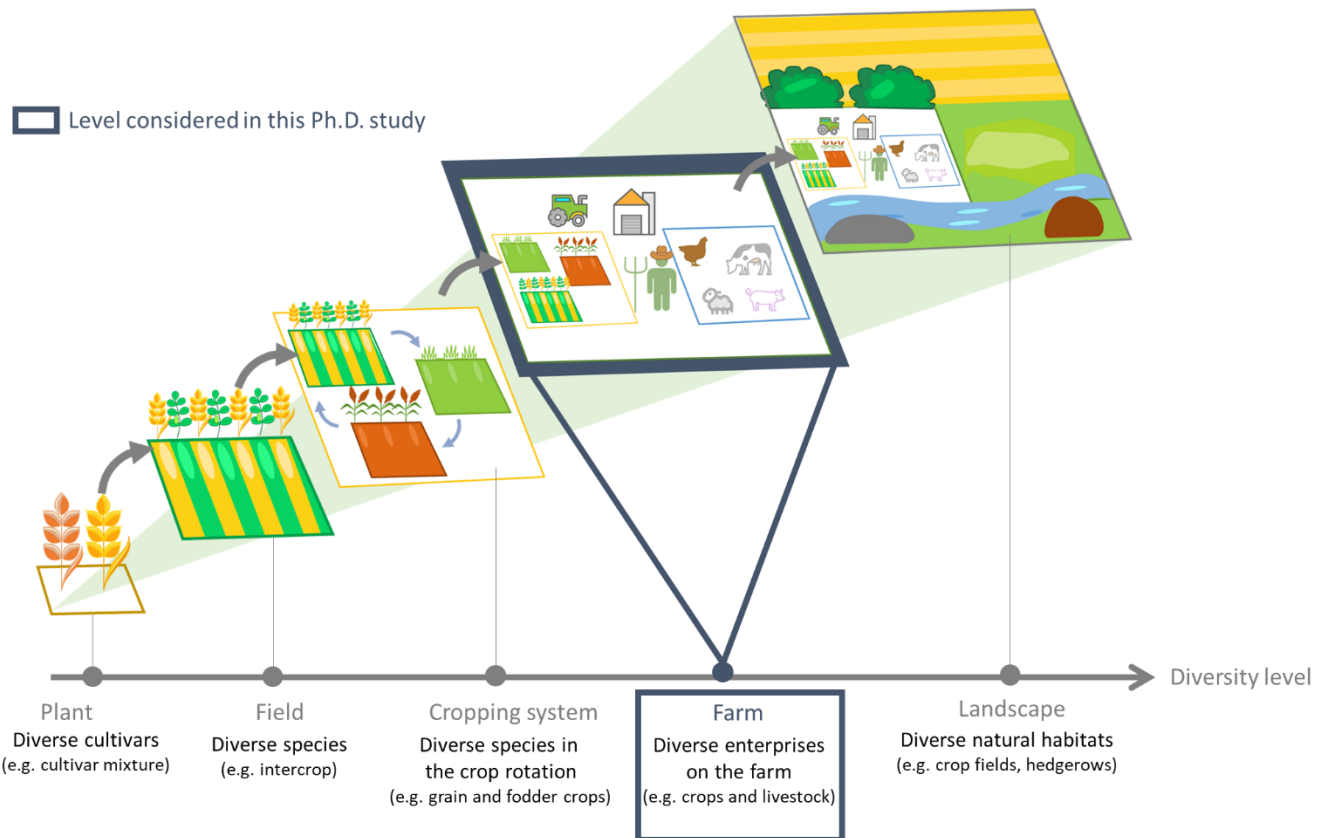 Level considered in this Ph.D. study
Diversity level
Plant
Diverse cultivars
(e.g. cultivar mixture)
Field
Diverse species
(e.g. intercrop)
Cropping system
Diverse species in
the crop rotation
(e.g. grain and fodder crops)
Farm
Diverse enterprises
on the farm
(e.g. crops and livestock)
Landscape
Diverse natural habitats
(e.g. crop fields, hedgerows)